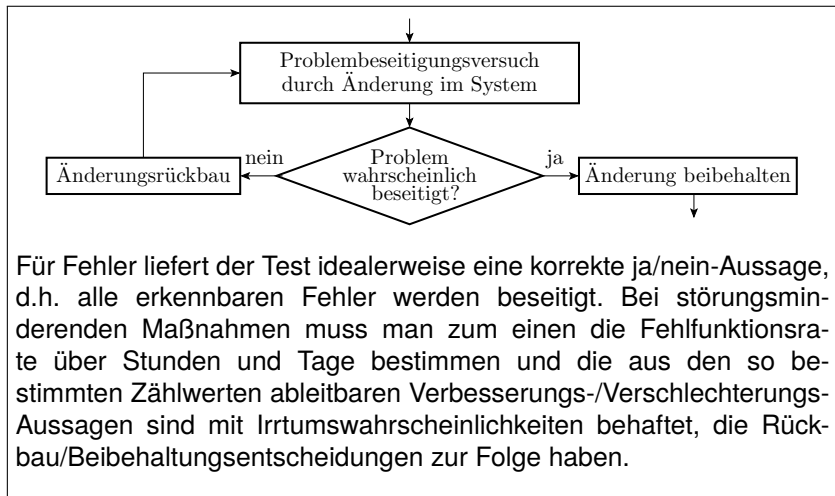 Problembeseitigungsversuch
durch Änderung im System
nein
Problem
wahrscheinlich
beseitigt?
ja
Änderungsrückbau
Änderung beibehalten
Für Fehler liefert der Test idealerweise eine korrekte ja/nein-Aussage,
d.h. alle erkennbaren Fehler werden beseitigt. Bei störungsmin-
dernden Maßnahmen muss man zum einen die Fehlfunktionsra-
te über Stunden und Tage bestimmen und die aus den so be-
stimmten Zählwerten ableitbaren Verbesserungs-/Verschlechterungs-
Aussagen sind mit Irrtumswahrscheinlichkeiten behaftet, die Rück-
bau/Beibehaltungsentscheidungen zur Folge haben.